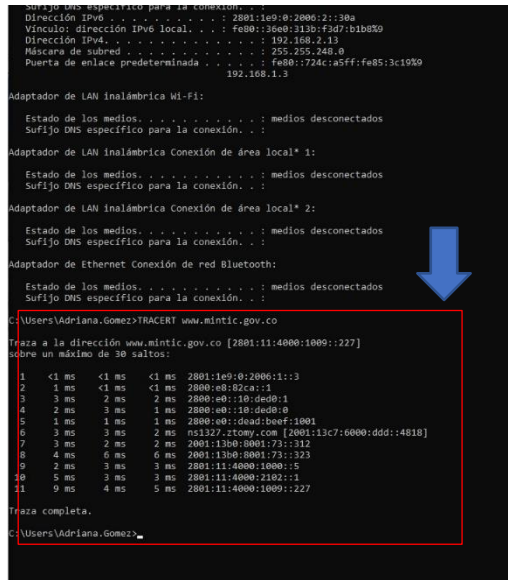 Sufijo DNS específico para la conexión. . :
Dirección IPv6 . . . . . . . . . . : 2801:1e9:0:2006:2::30a
Vínculo: dirección IPv6 local. . . : fe80::36e0:313b:f3d7:b1b8%9
Dirección IPv4. . . . . . . . . . . . . . : 192.168.2.13
Máscara de subred . . . . . . . . . . . . : 255.255.248.0
Puerta de enlace predeterminada . . . . . : fe80::724c:a5ff:fe85:3c19%9
192.168.1.3
Adaptador de LAN inalámbrica Wi-Fi:
Estado de los medios. . . . . . . . . . . : medios desconectados
Sufijo DNS específico para la conexión. . :
Adaptador de LAN inalámbrica Conexión de área local* 1:
Estado de los medios. . . . . . . . . . . : medios desconectados
Sufijo DNS específico para la conexión. . :
Adaptador de LAN inalámbrica Conexión de área local* 2:
Estado de los medios. . . . . . . . . . . : medios desconectados
Sufijo DNS específico para la conexión. . :
Adaptador de Ethernet Conexión de red Bluetooth:
Estado de los medios. . . . . . . . . . . : medios desconectados
Sufijo DNS específico para la conexión. . :
C:\Users\Adriana.Gomez>TRACERT www.mintic.gov.co
Traza a la dirección www.mintic.gov.co [2801:11:4000:1009::227]
sobre un máximo de 30 saltos:
1 <1 ms <1 ms <1 ms 2801:1e9:0:2006:1::3
2 1 ms <1 ms <1 ms 2800:e8:82ca::1
3 3 ms 2 ms 2 ms 2800:e0::10:ded0:1
4 2 ms 3 ms 1 ms 2800:e0::10:ded0:0
5 1 ms 1 ms 1 ms 2800:e0::dead:beef:1001
6 3 ms 3 ms 2 ms ns1327.ztomy.com [2001:13c7:6000:ddd::4818]
7 3 ms 2 ms 2 ms 2001:13b0:8001:73::312
8 4 ms 6 ms 6 ms 2001:13b0:8001:73::323
9 2 ms 3 ms 3 ms 2801:11:4000:1000::5
10 5 ms 3 ms 3 ms 2801:11:4000:2102::1
11 9 ms 4 ms 5 ms 2801:11:4000:1009::227
Traza completa.
C:\Users\Adriana.Gomez>